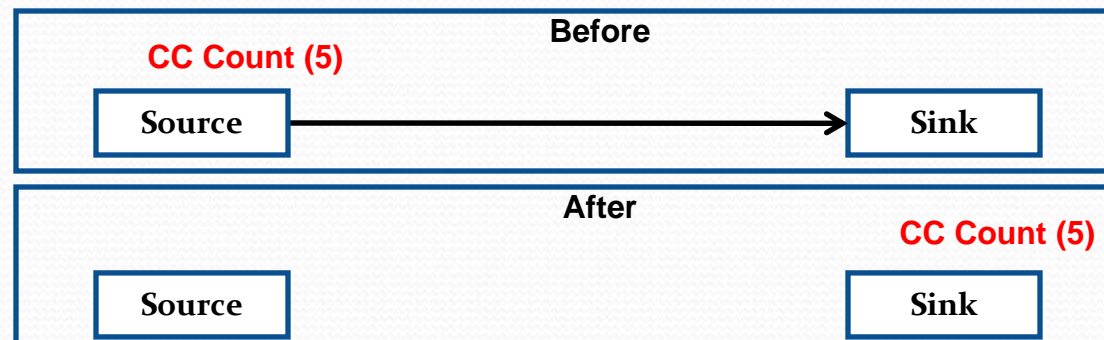 Before
CC Count (5)
Source
Sink
After
CC Count (5)
Source
Sink